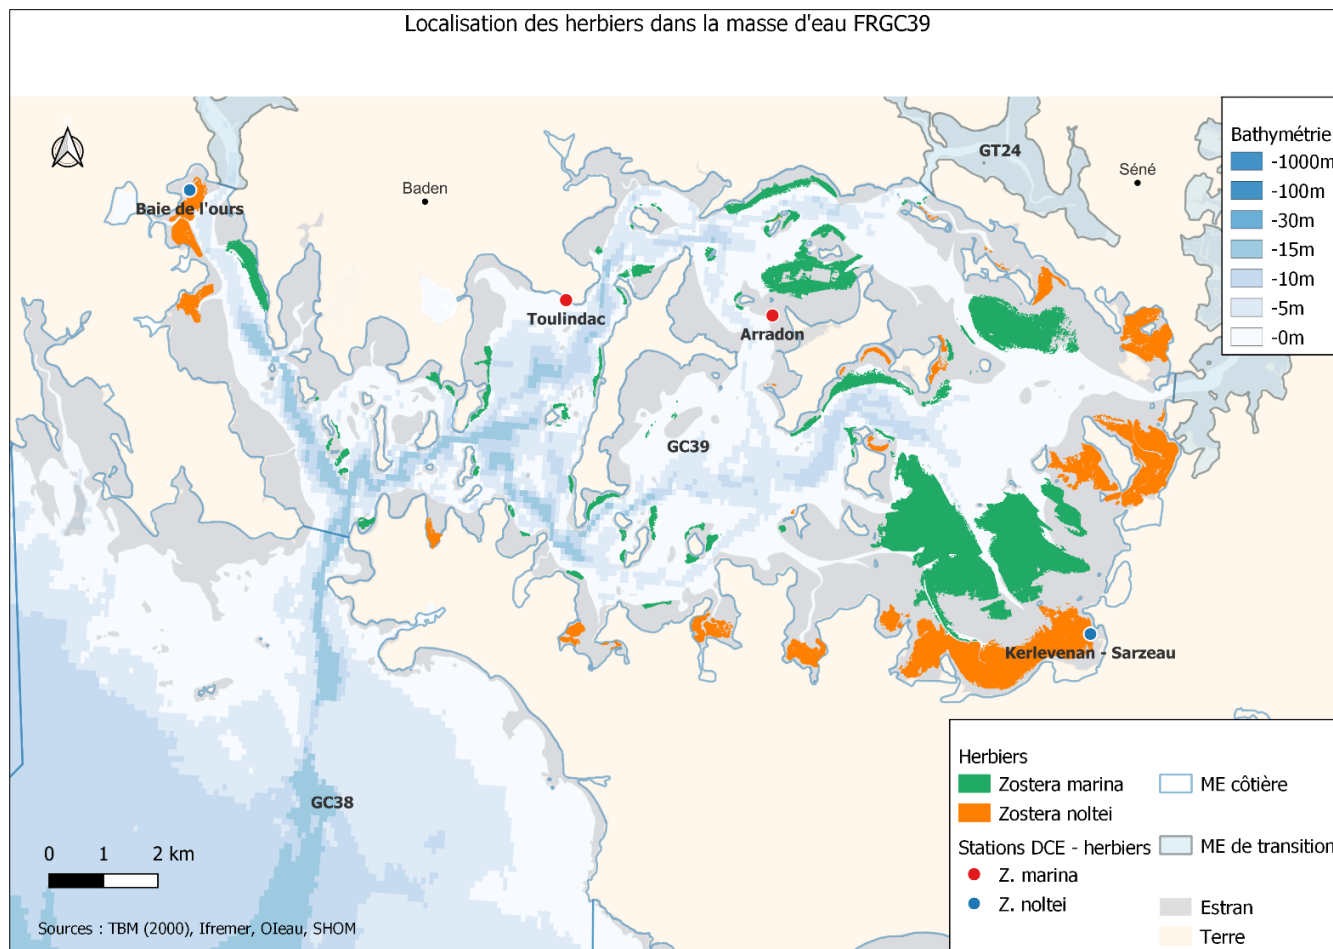 Localisation des herbiers dans la masse d'eau FRGC39
Bathymétrie
-1000m
-100m
-30m
-15m
-10m
-5m
-0m
GT24
Séné
Baden
Baie de l'ours
Toulindac
Arradon
GC39
Kerlevenan - Sarzeau
GC38
0 1 2 km
Sources : TBM (2000), Ifremer, OIeau, SHOM
Herbiers
Zostera marina
Zostera noltei
Stations DCE - herbiers
Z. marina
Z. noltei
ME côtière
ME de transition
Estran
Terre